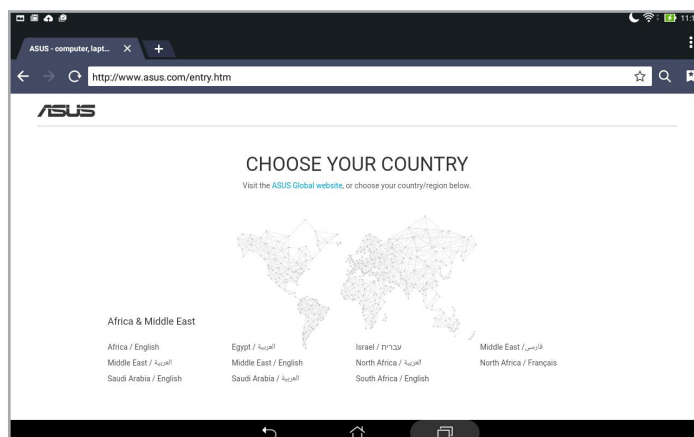 11:1
ASUS - computer, lapt...
http://www.asus.com/entry.htm
ASUS
CHOOSE YOUR COUNTRY
Visit the ASUS Global website, or choose your country/region below.
Africa & Middle East
Africa / English Egypt / العربية Israel / עברית Middle East / فارسی
Middle East / العربية Middle East / English North Africa / العربية North Africa / Français
Saudi Arabia / English Saudi Arabia / العربية South Africa / English